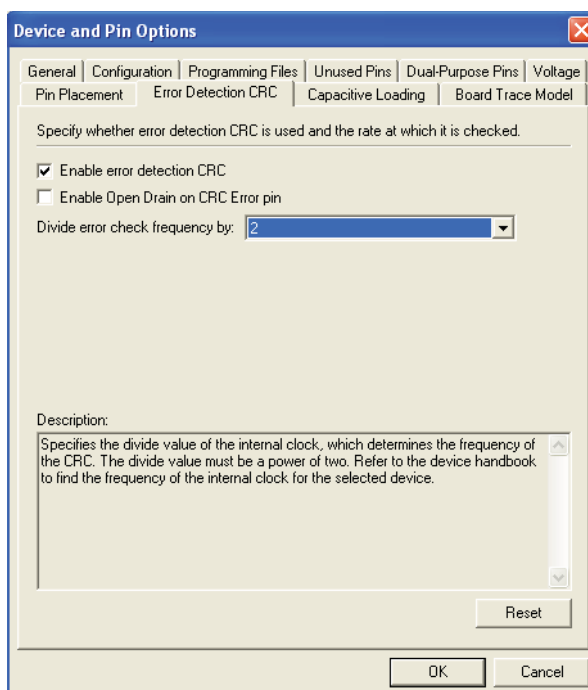 Device and Pin Options
General Configuration Programming Files Unused Pins Dual-Purpose Pins Voltage
Pin Placement Error Detection CRC Capacitive Loading Board Trace Model
Specify whether error detection CRC is used and the rate at which it is checked.
Enable error detection CRC
Enable Open Drain on CRC Error pin
Divide error check frequency by: 2
Description:
Specifies the divide value of the internal clock, which determines the frequency of
the CRC. The divide value must be a power of two. Refer to the device handbook
to find the frequency of the internal clock for the selected device.
Reset
OK Cancel